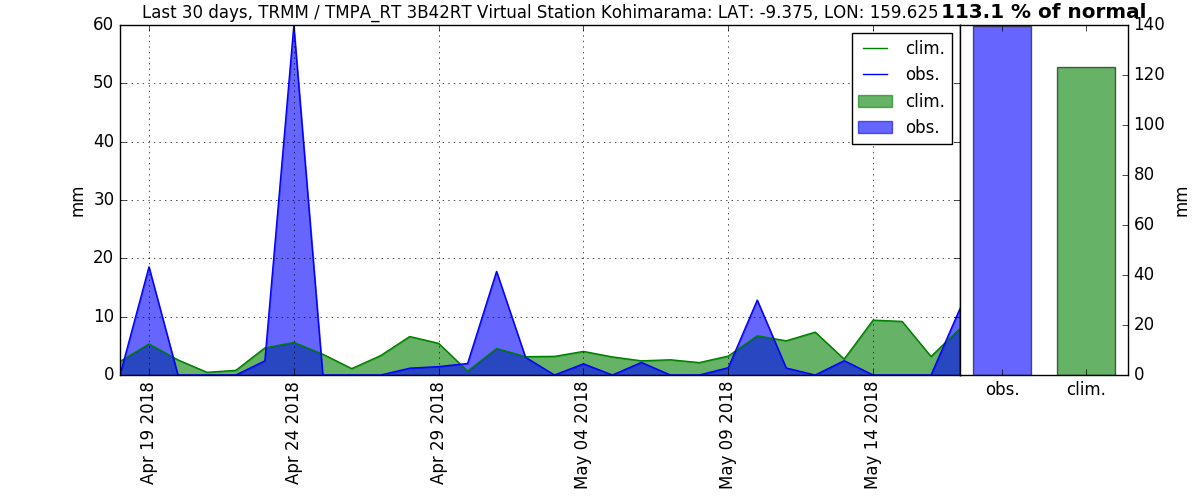 Last 30 days, TRMM / TMPA_RT 3B42RT Virtual Station Kohimarama: LAT: -9.375, LON: 159.625
113.1 % of normal
60
50
40
30
20
10
0
mm
clim.
obs.
clim.
obs.
Apr 19 2018
Apr 24 2018
Apr 29 2018
May 04 2018
May 09 2018
May 14 2018
140
120
100
80
60
40
20
0
mm
obs.
clim.